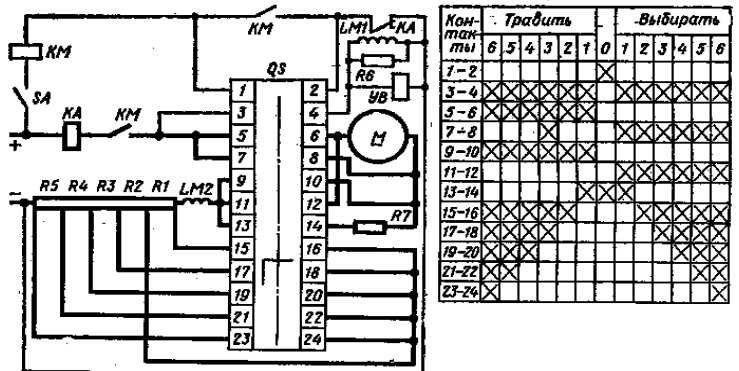 KM LM1 KA
KM
R6
QS
УВ
SA
1 2
KA KM
3 4
+
5 6 М
7 8
−
R5 R4 R3 R2 R1 LM2
9 10
11 12
13 14 R7
15 16
17 18
19 20
21 22
23 24
Кон-такты Травить Выбирать
6 5 4 3 2 1 0 1 2 3 4 5 6
1-2
3-4
5-6
7-8
9-10
11-12
13-14
15-16
17-18
19-20
21-22
23-24